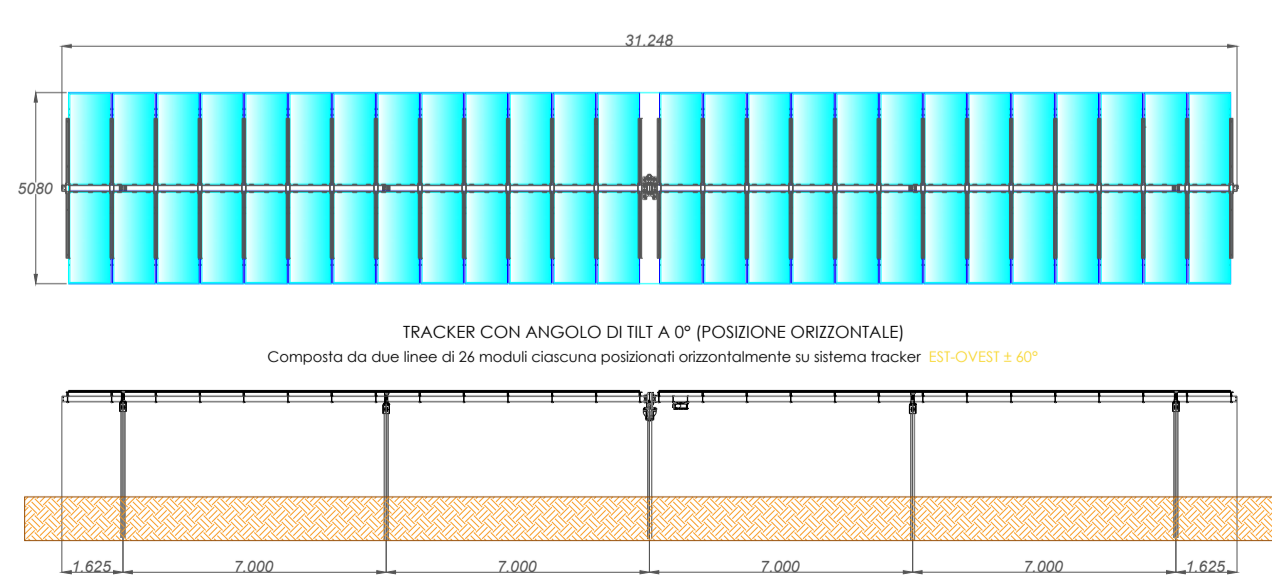 31.248
5080
TRACKER CON ANGOLO DI TILT A 0° (POSIZIONE ORIZZONTALE)
Composta da due linee di 26 moduli ciascuna posizionati orizzontalmente su sistema tracker EST-OVEST ± 60°
1.625 7.000 7.000 7.000 7.000 1.625